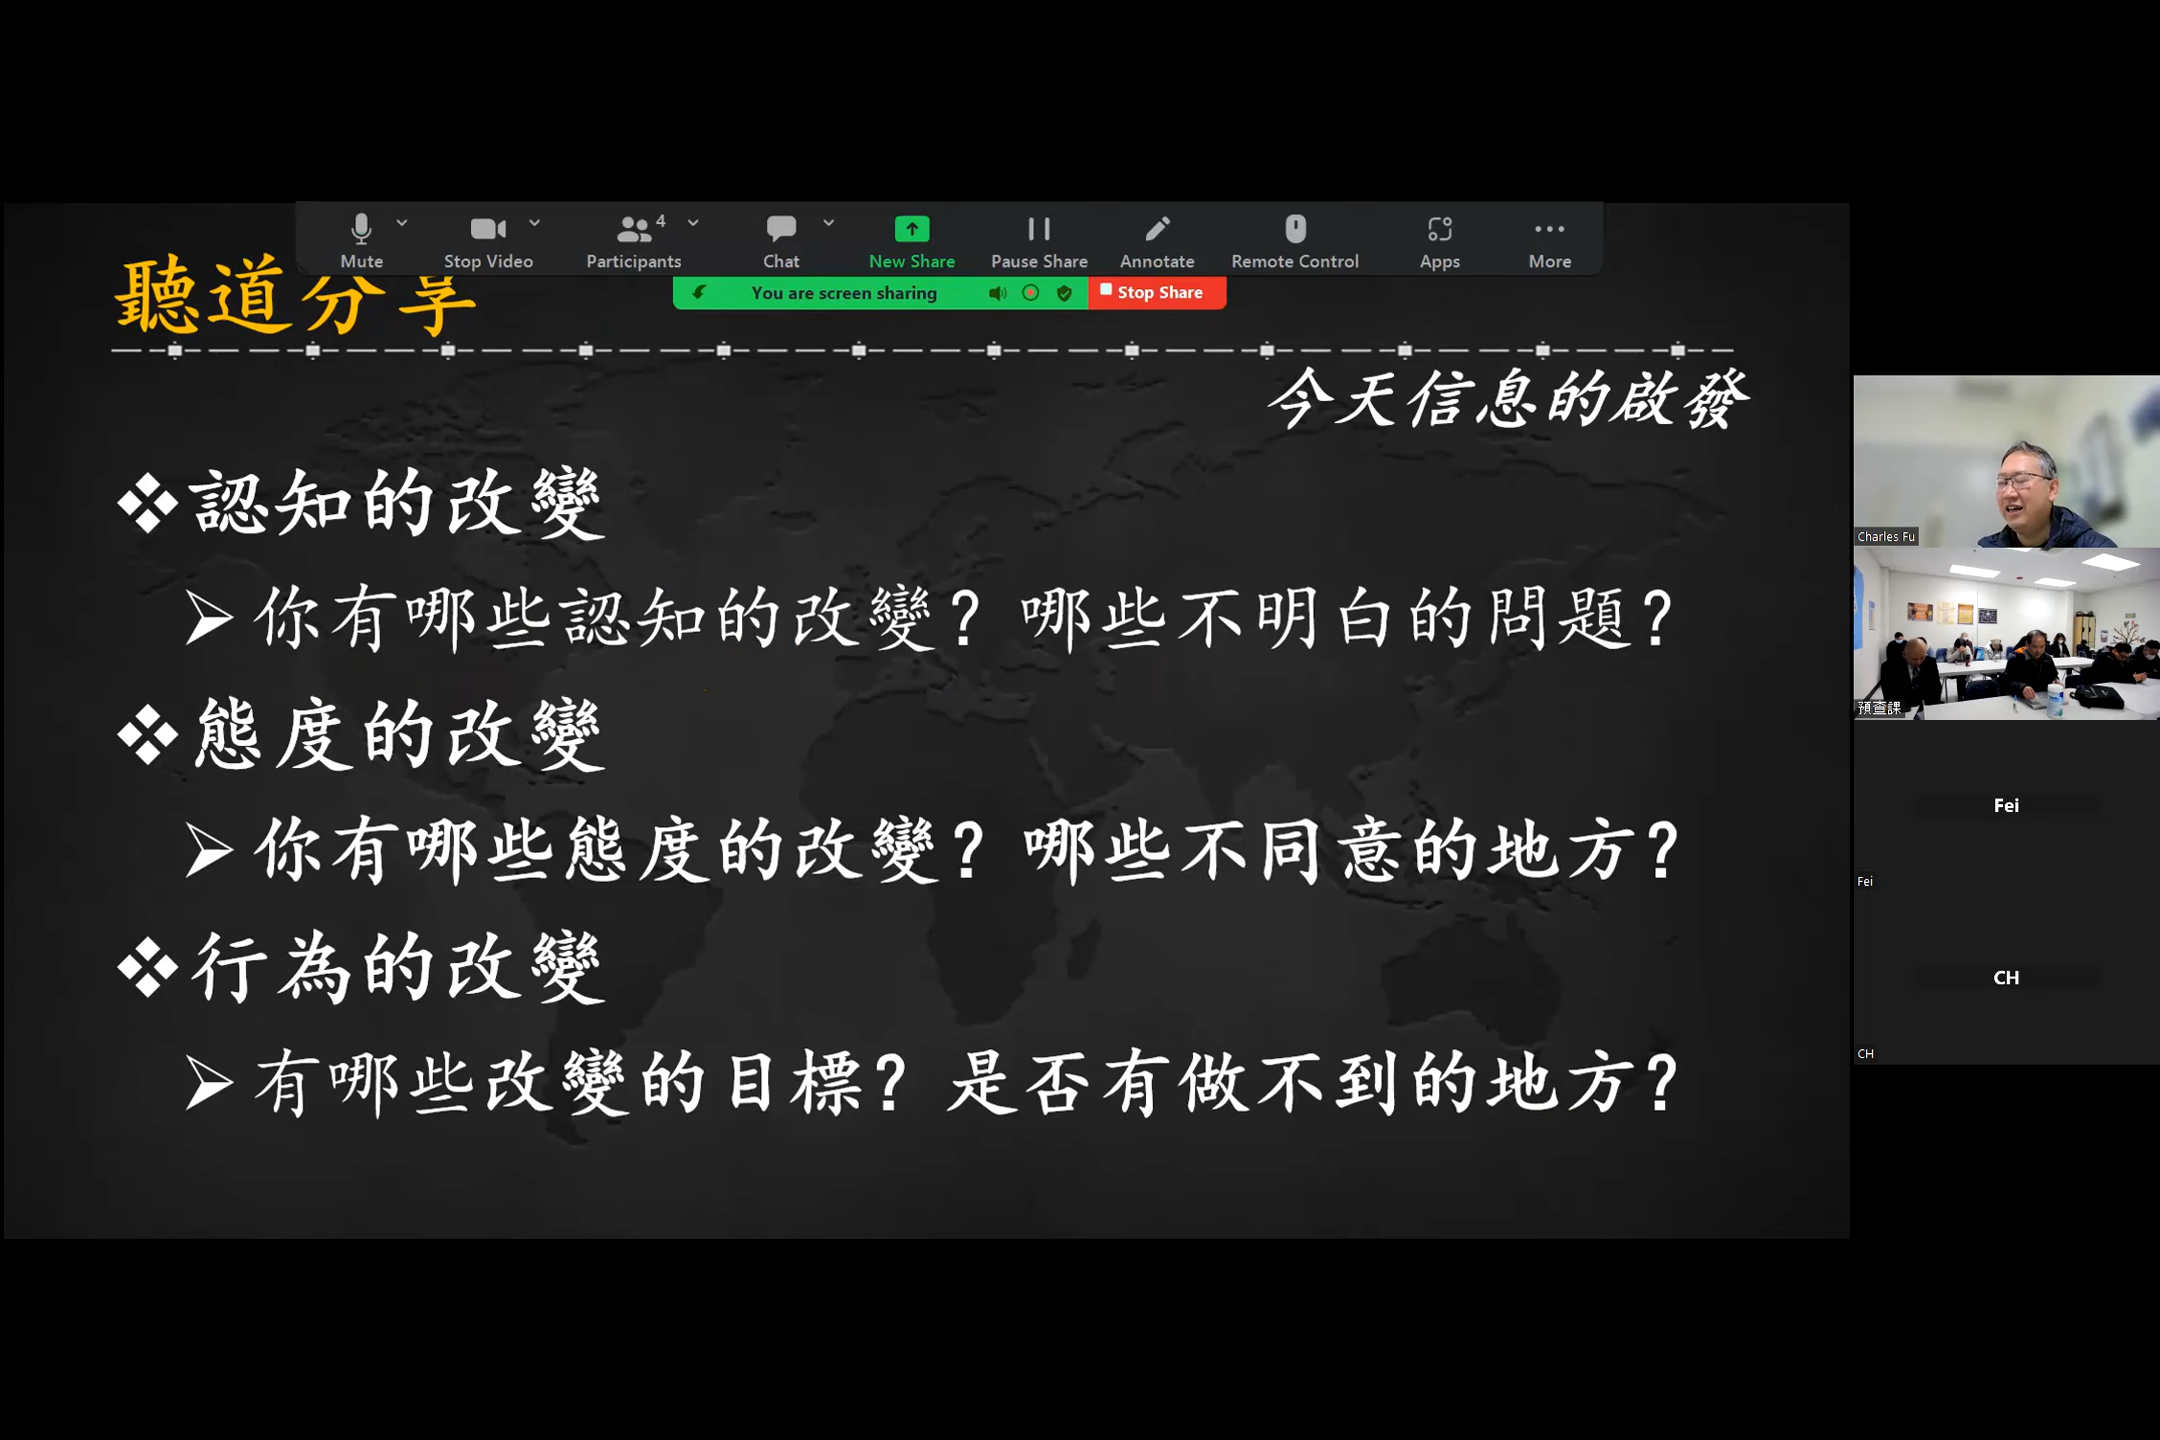 4
Mute
Stop Video
Participants
Chat
New Share
Pause Share
Annotate
Remote Control
Apps
More
You are screen sharing
Stop Share
聽道分享
今天信息的啟發
認知的改變
你有哪些認知的改變？哪些不明白的問題？
態度的改變
你有哪些態度的改變？哪些不同意的地方？
行為的改變
有哪些改變的目標？是否有做不到的地方？
Charles Fu
預查課
Fei
Fei
CH
CH